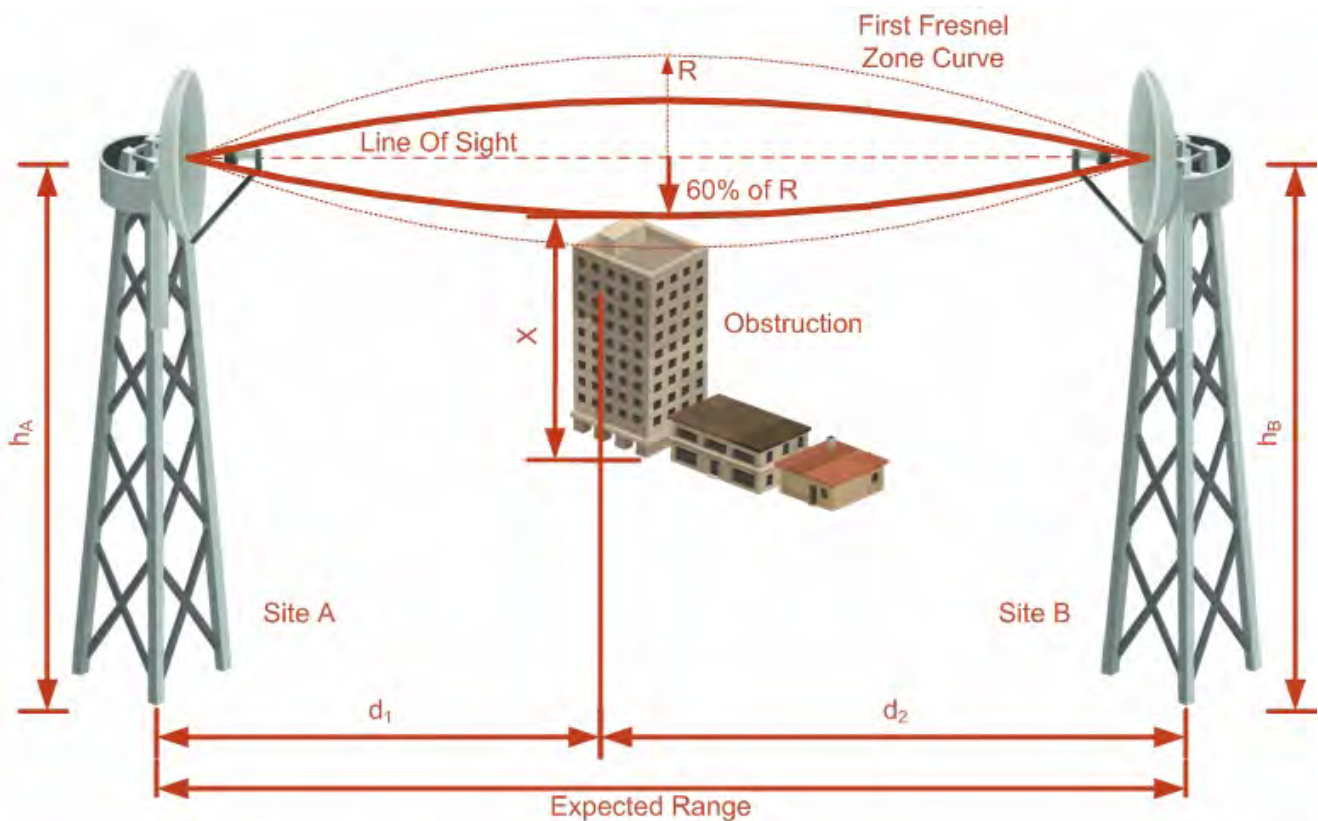 First Fresnel
Zone Curve
R
Line Of Sight
60% of R
X
Obstruction
hA
hB
Site A
Site B
d1
d2
Expected Range